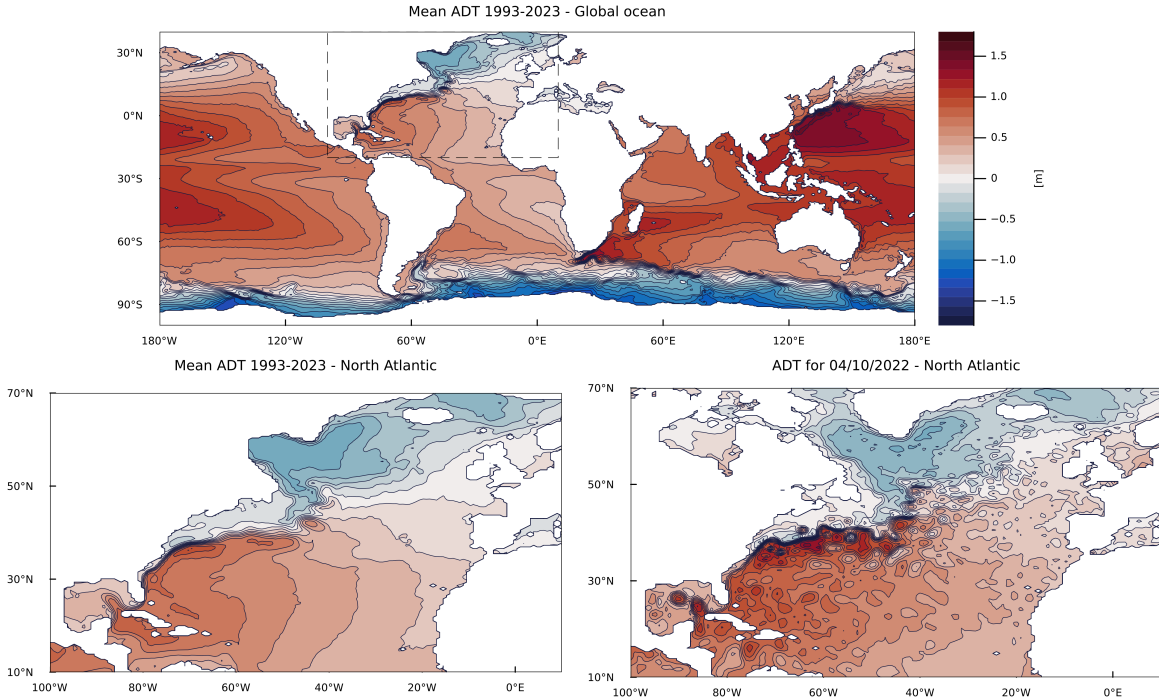 Mean ADT 1993-2023 - Global ocean
30°N
0°N
30°S
60°S
90°S
180°W
120°W
60°W
0°E
60°E
120°E
180°E
1.5
1.0
0.5
0
−0.5
−1.0
−1.5
[m]
Mean ADT 1993-2023 - North Atlantic
70°N
50°N
30°N
10°N
100°W
80°W
60°W
40°W
20°W
0°E
ADT for 04/10/2022 - North Atlantic
70°N
50°N
30°N
10°N
100°W
80°W
60°W
40°W
20°W
0°E